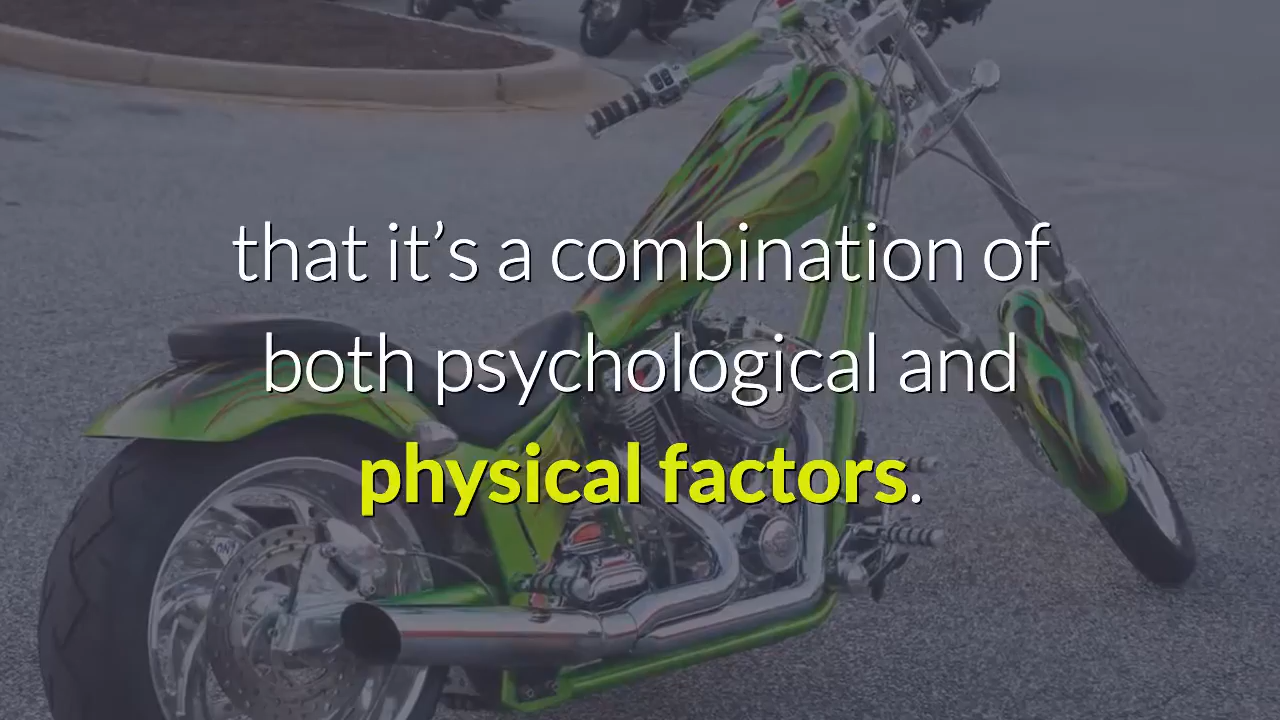 that it’s a combination of
both psychological and
physical factors.